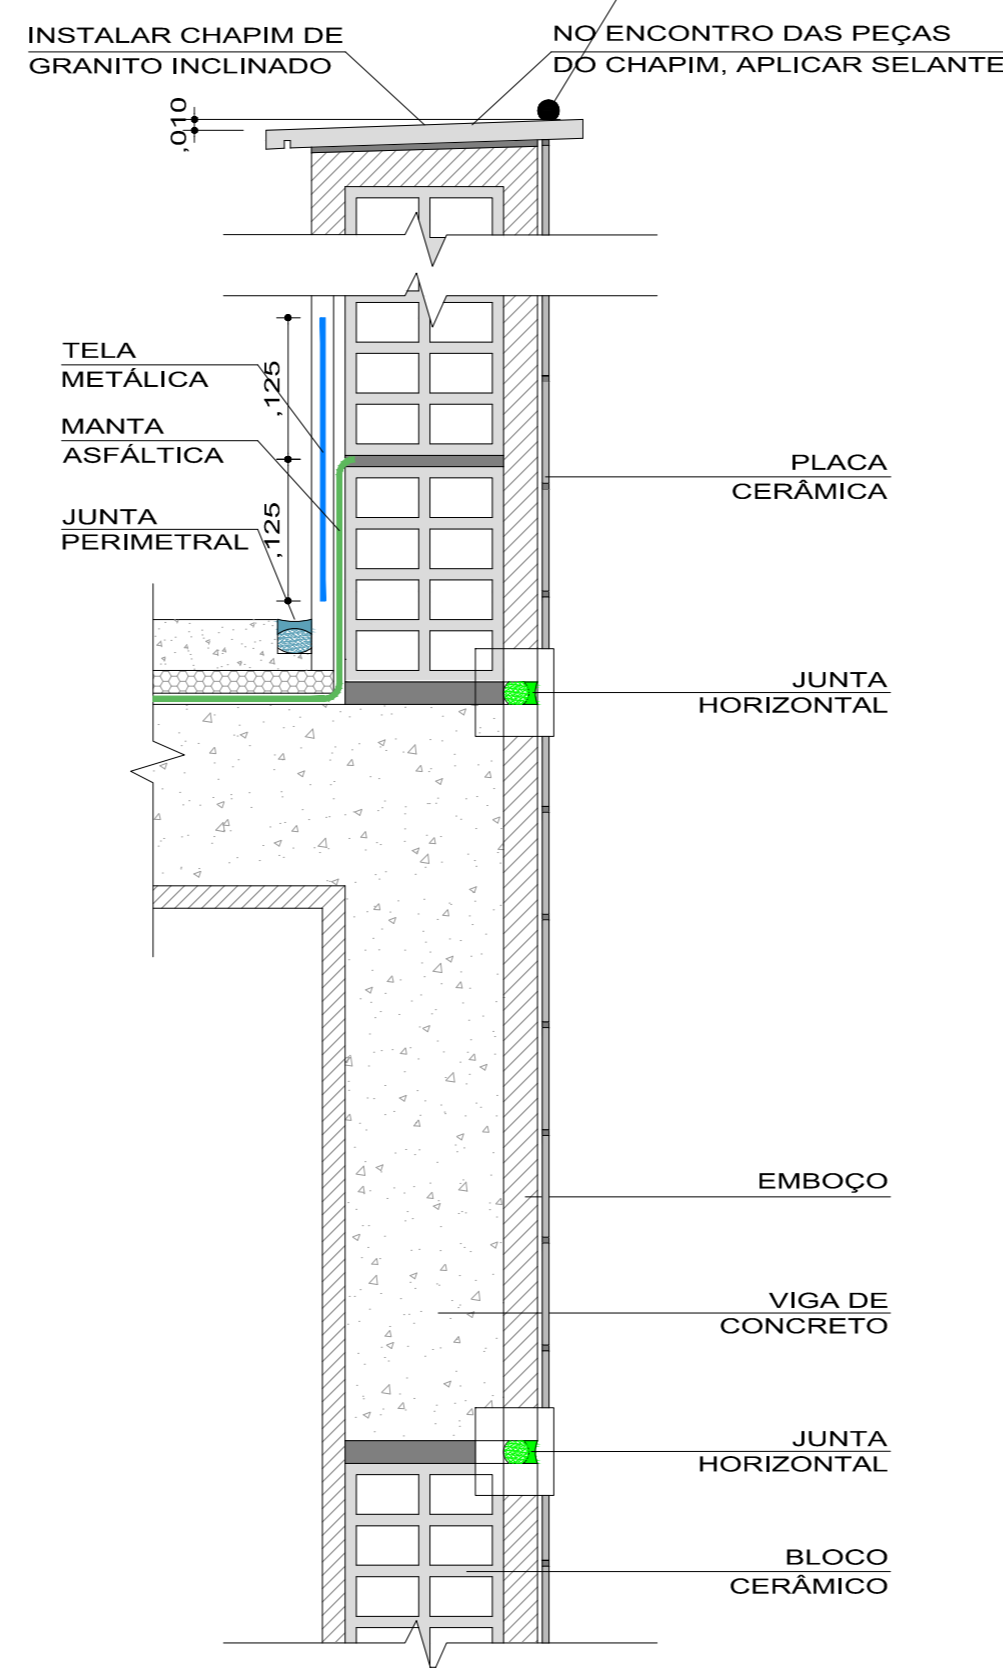 INSTALAR CHAPIM DE
GRANITO INCLINADO
NO ENCONTRO DAS PEÇAS
DO CHAPIM, APLICAR SELANTE
,010
TELA
METÁLICA
,125
MANTA
ASFÁLTICA
JUNTA
PERIMETRAL
,125
PLACA
CERÂMICA
JUNTA
HORIZONTAL
EMBOÇO
VIGA DE
CONCRETO
JUNTA
HORIZONTAL
BLOCO
CERÂMICO